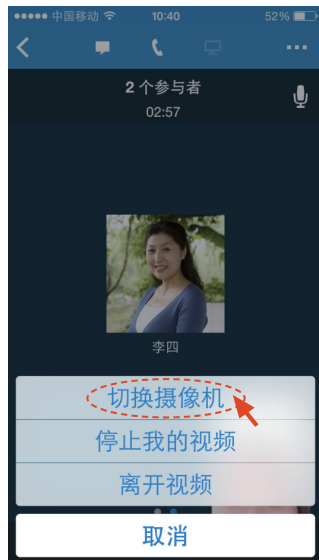 中国移动 10:40 52%
2 个参与者
02:57
李四
切换摄像机
停止我的视频
离开视频
取消